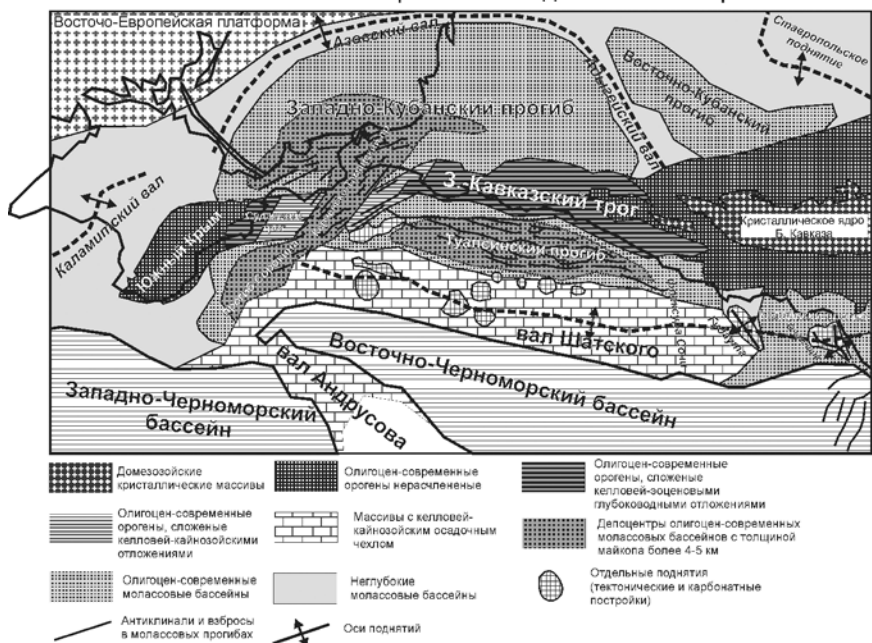 Восточо-Европейская платформа
Азовский вал
Ставропольское
поднятие
Западно-Кубанский прогиб
Восточно-Кубанский
прогиб
Адыгейский вал
Каламитский вал
Южный Крым
З.-Кавказский трог
Кристаллическое ядро
Б. Кавказа
Туапсинский прогиб
вал Шатского
Гудаута
Восточно-Черноморский
бассейн
вал Андрусова
Западно-Черноморский
бассейн
Домезозойские
кристаллические массивы
Олигоцен-современные
орогены нерасчлененые
Олигоцен-современные
орогены, сложеные
келловей-эоценовыми
глубоководными отложениями
Олигоцен-современные
орогены, сложеные
келловей-кайнозойскими
отложениями
Массивы с келловей-
кайнозойским осадочным
чехлом
Депоцентры олигоцен-современных
молассовых бассейнов с толщиной
майкопа более 4-5 км
Олигоцен-современные
молассовые бассейны
Неглубокие
молассовые бассейны
Отдельные поднятия
(тектонические и карбонатные
постройки)
Антиклинали и взбросы
в молассовых прогибах
Оси поднятий